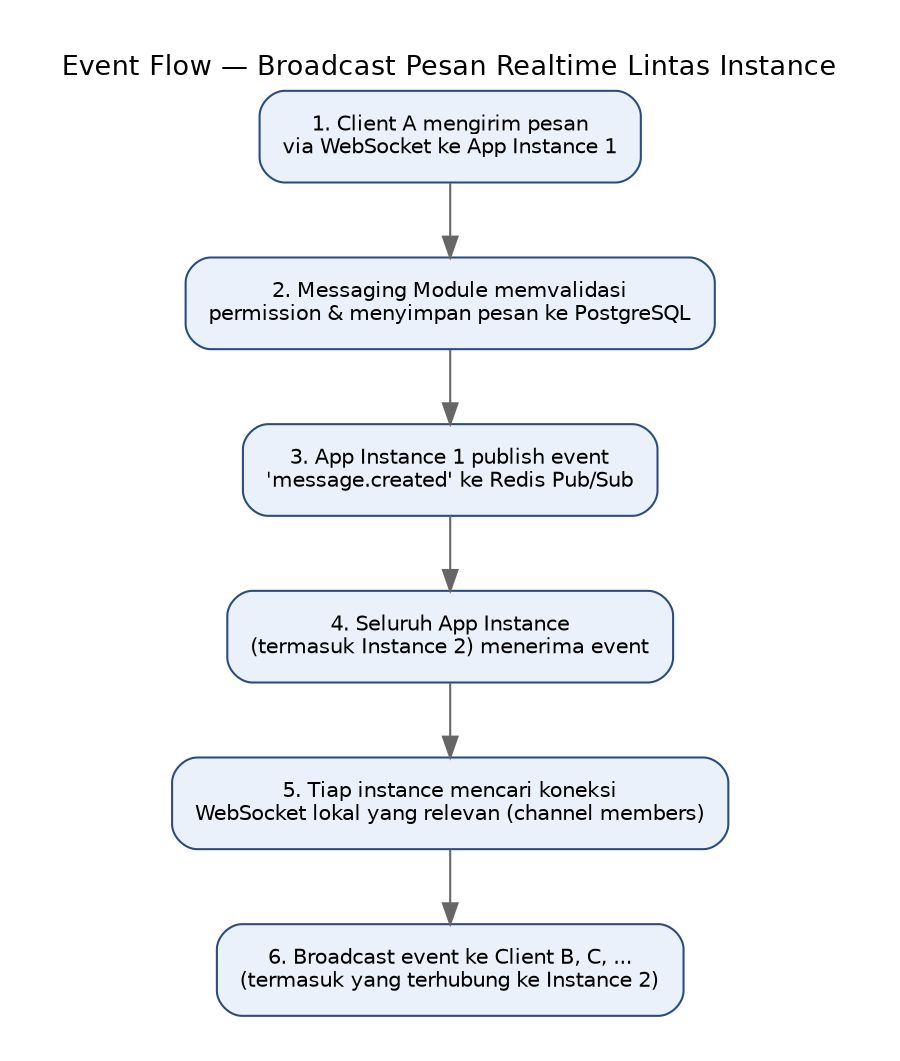 Event Flow — Broadcast Pesan Realtime Lintas Instance
1. Client A mengirim pesan
via WebSocket ke App Instance 1
2. Messaging Module memvalidasi
permission & menyimpan pesan ke PostgreSQL
3. App Instance 1 publish event
'message.created' ke Redis Pub/Sub
4. Seluruh App Instance
(termasuk Instance 2) menerima event
5. Tiap instance mencari koneksi
WebSocket lokal yang relevan (channel members)
6. Broadcast event ke Client B, C, ...
(termasuk yang terhubung ke Instance 2)